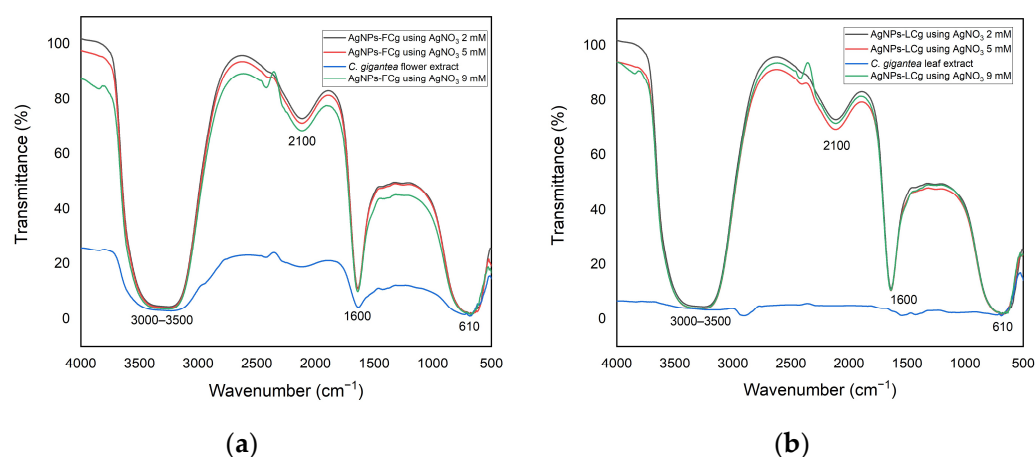 AgNPs-FCg using AgNO₃ 2 mM
AgNPs-FCg using AgNO₃ 5 mM
C. gigantea flower extract
AgNPs-FCg using AgNO₃ 9 mM
100
80
60
40
20
0
Transmittance (%)
2100
3000–3500
1600
610
4000 3500 3000 2500 2000 1500 1000 500
Wavenumber (cm⁻¹)
(a)
AgNPs-LCg using AgNO₃ 2 mM
AgNPs-LCg using AgNO₃ 5 mM
C. gigantea leaf extract
AgNPs-LCg using AgNO₃ 9 mM
100
80
60
40
20
0
Transmittance (%)
2100
1600
3000–3500
610
4000 3500 3000 2500 2000 1500 1000 500
Wavenumber (cm⁻¹)
(b)